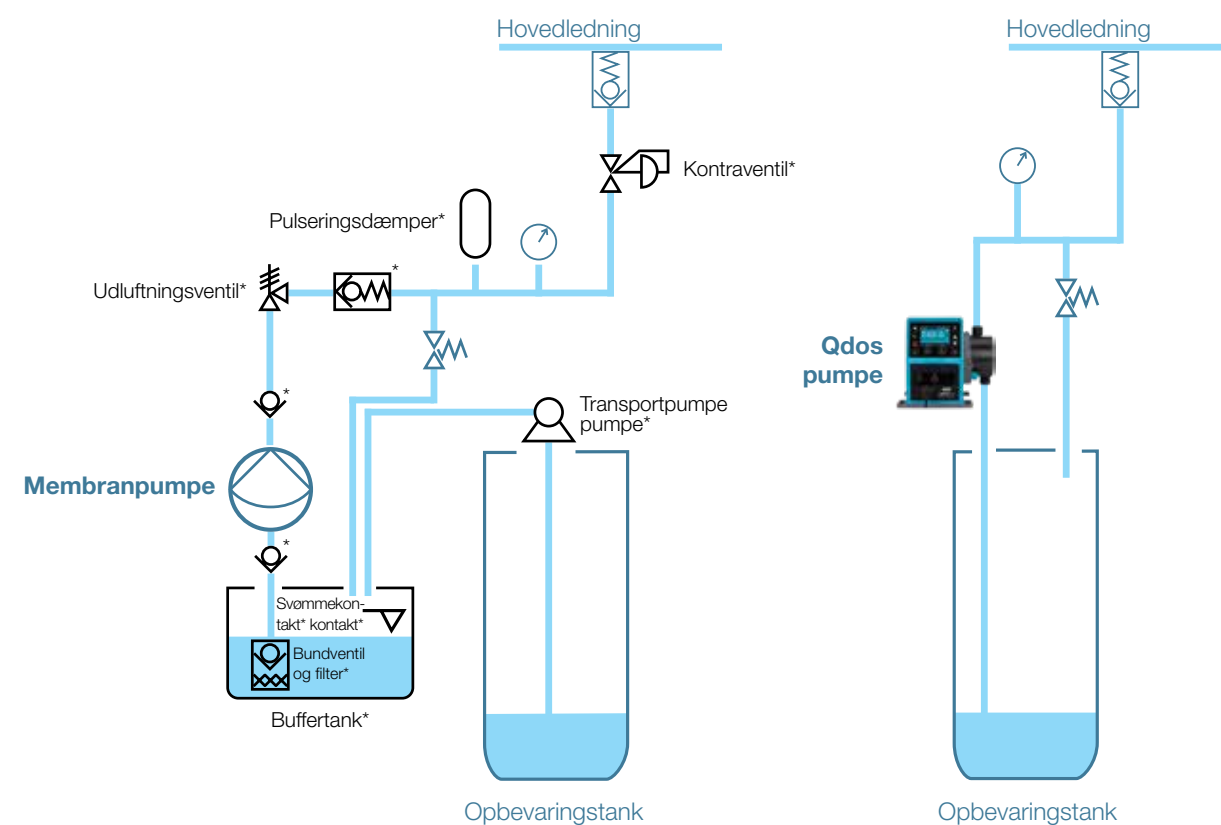 Hovedledning
Kontraventil*
Pulseringsdæmper*
*
Udluftningsventil*
*
Transportpumpe
pumpe*
Membranpumpe
*
Svømmekon-
takt* kontakt*
Bundventil
og filter*
Buffertank*
Opbevaringstank
Hovedledning
Qdos
pumpe
Opbevaringstank